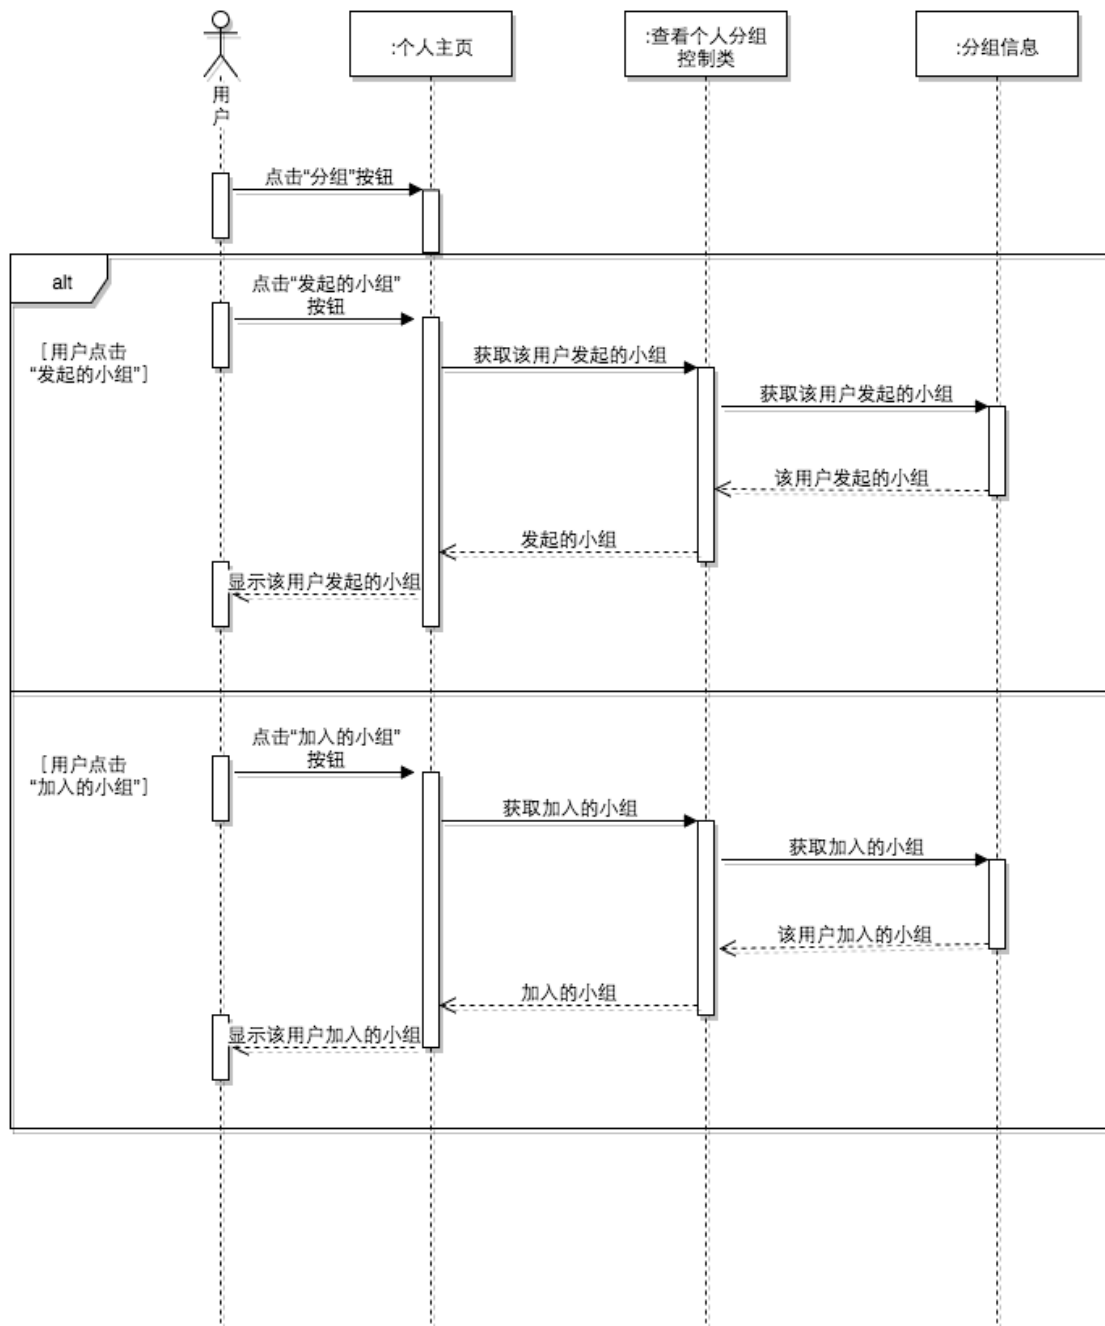 用
户
:个人主页
:查看个人分组
控制类
:分组信息
点击“分组”按钮
alt
点击“发起的小组”
按钮
[用户点击
“发起的小组”]
获取该用户发起的小组
获取该用户发起的小组
该用户发起的小组
发起的小组
显示该用户发起的小组
点击“加入的小组”
按钮
[用户点击
“加入的小组”]
获取加入的小组
获取加入的小组
该用户加入的小组
加入的小组
显示该用户加入的小组